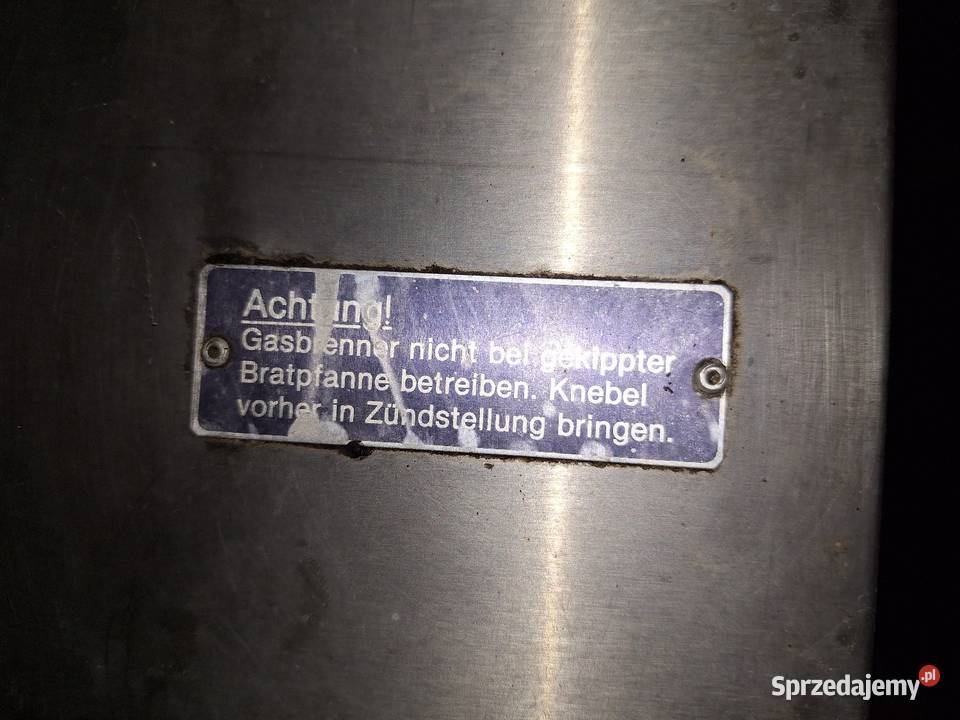 Achtung!
Gasbrenner nicht bei gekippter
Bratpfanne betreiben. Knebel
vorher in Zündstellung bringen.
Sprzedajemy.pl